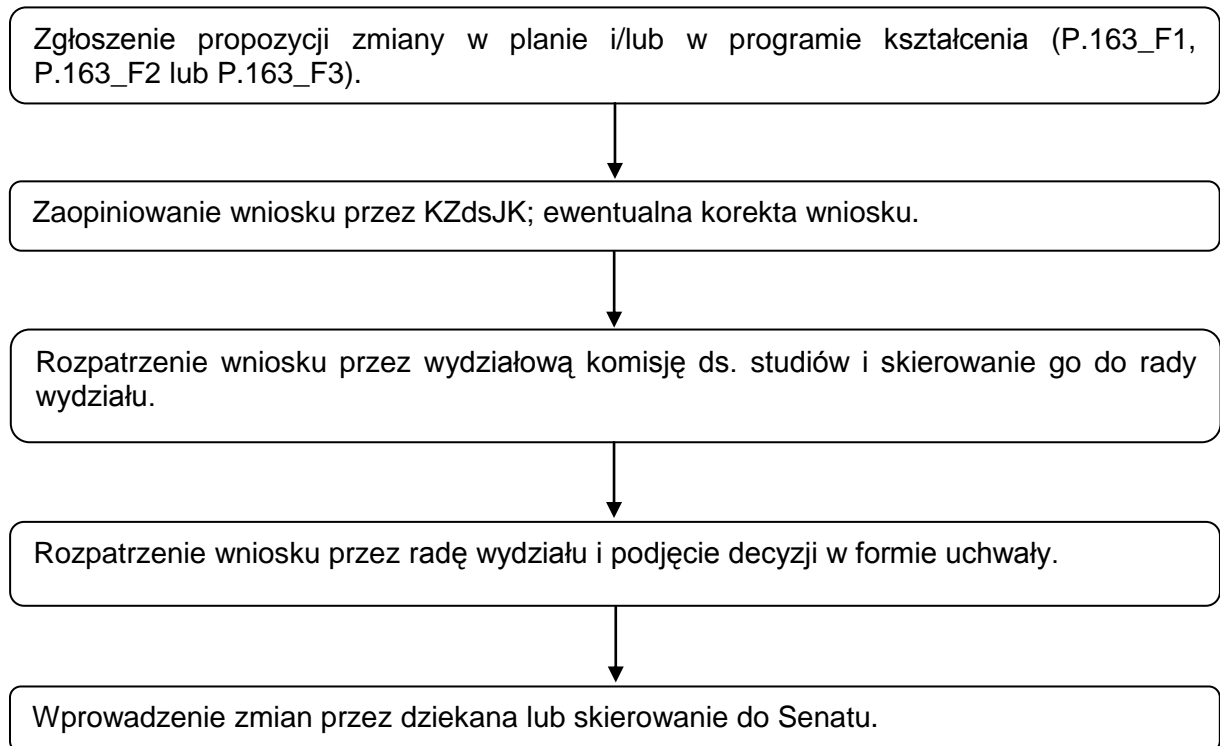 Zgłoszenie propozycji zmiany w planie i/lub w programie kształcenia (P.163_F1,
P.163_F2 lub P.163_F3).
Zaopiniowanie wniosku przez KZdsJK; ewentualna korekta wniosku.
Rozpatrzenie wniosku przez wydziałową komisję ds. studiów i skierowanie go do rady
wydziału.
Rozpatrzenie wniosku przez radę wydziału i podjęcie decyzji w formie uchwały.
Wprowadzenie zmian przez dziekana lub skierowanie do Senatu.